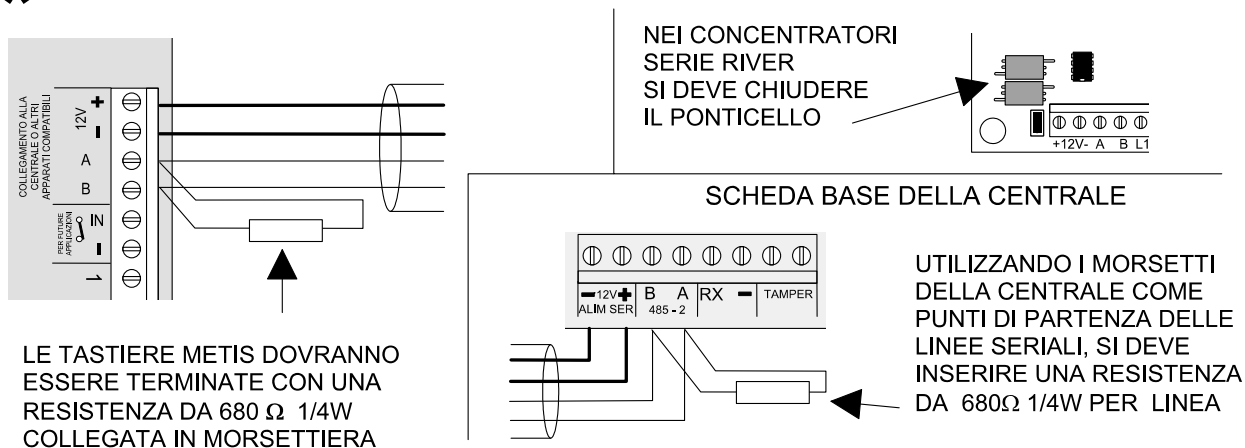 COLLEGAMENTO ALLA
CENTRALE O ALTRI
APPARATI COMPATIBILI
12V
+
-
A
B
PER FUTURE
APPLICAZIONI
IN
-
1
LE TASTIERE METIS DOVRANNO
ESSERE TERMINATE CON UNA
RESISTENZA DA 680 Ω 1/4W
COLLEGATA IN MORSETTIERA
NEI CONCENTRATORI
SERIE RIVER
SI DEVE CHIUDERE
IL PONTICELLO
+12V- A B L1
SCHEDA BASE DELLA CENTRALE
-12V+ B A RX - TAMPER
ALIM SER 485 - 2
UTILIZZANDO I MORSETTI
DELLA CENTRALE COME
PUNTI DI PARTENZA DELLE
LINEE SERIALI, SI DEVE
INSERIRE UNA RESISTENZA
DA 680Ω 1/4W PER LINEA